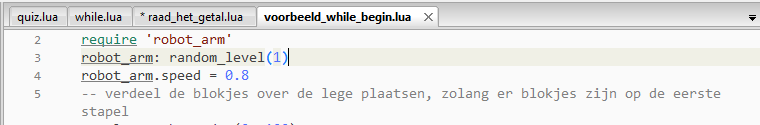 quiz.lua while.lua * raad_het_getal.lua voorbeeld_while_begin.lua
2 require 'robot_arm'
3 robot_arm: random_level(1)
4 robot_arm.speed = 0.8
5 -- verdeel de blokjes over de lege plaatsen, zolang er blokjes zijn op de eerste
stapel